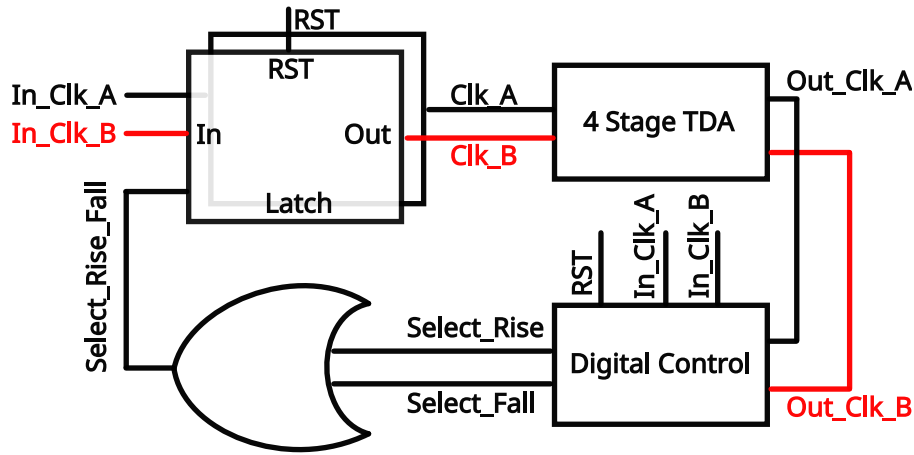 RST
RST
In_Clk_A
In_Clk_B
In
Out
Latch
Clk_A
Clk_B
4 Stage TDA
Out_Clk_A
Select_Rise_Fall
RST
In_Clk_A
In_Clk_B
Select_Rise
Select_Fall
Digital Control
Out_Clk_B